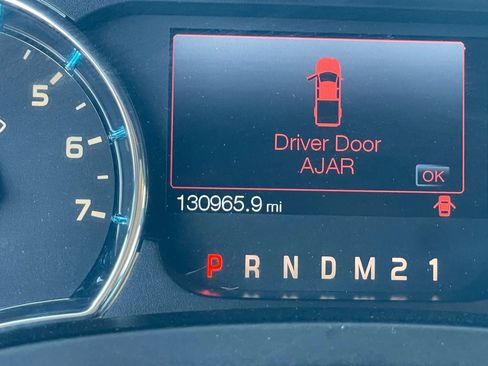 5
6
7
Driver Door
AJAR
OK
130965.9 mi
P R N D M 2 1